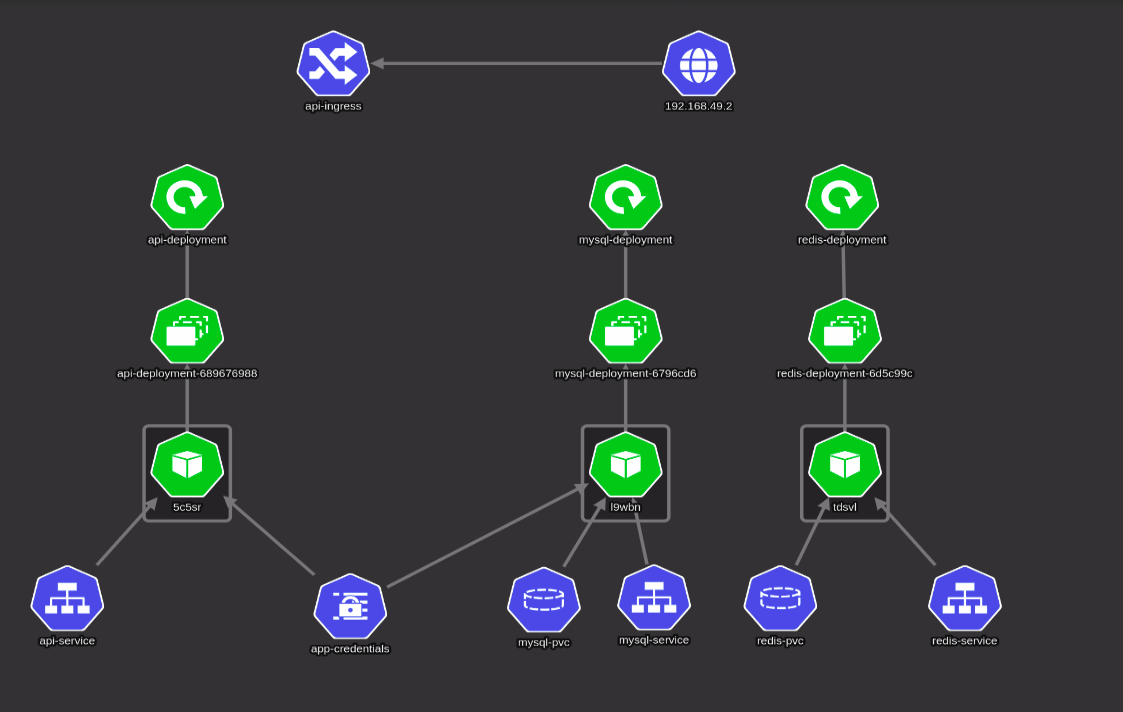 api-ingress
192.168.49.2
api-deployment
mysql-deployment
redis-deployment
api-deployment-689676988
mysql-deployment-6796cd6
redis-deployment-6d5c99c
5c5sr
l9wbn
tdsvl
api-service
app-credentials
mysql-pvc
mysql-service
redis-pvc
redis-service